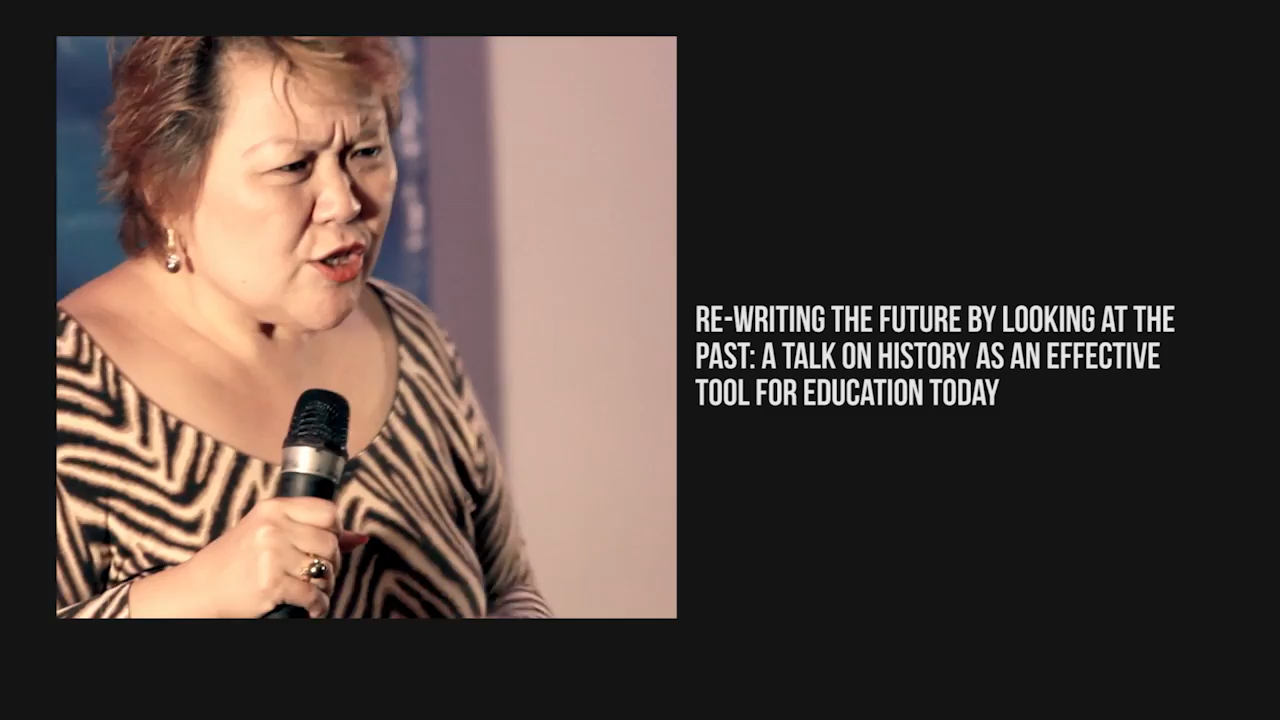 RE-WRITING THE FUTURE BY LOOKING AT THE
PAST: A TALK ON HISTORY AS AN EFFECTIVE
TOOL FOR EDUCATION TODAY